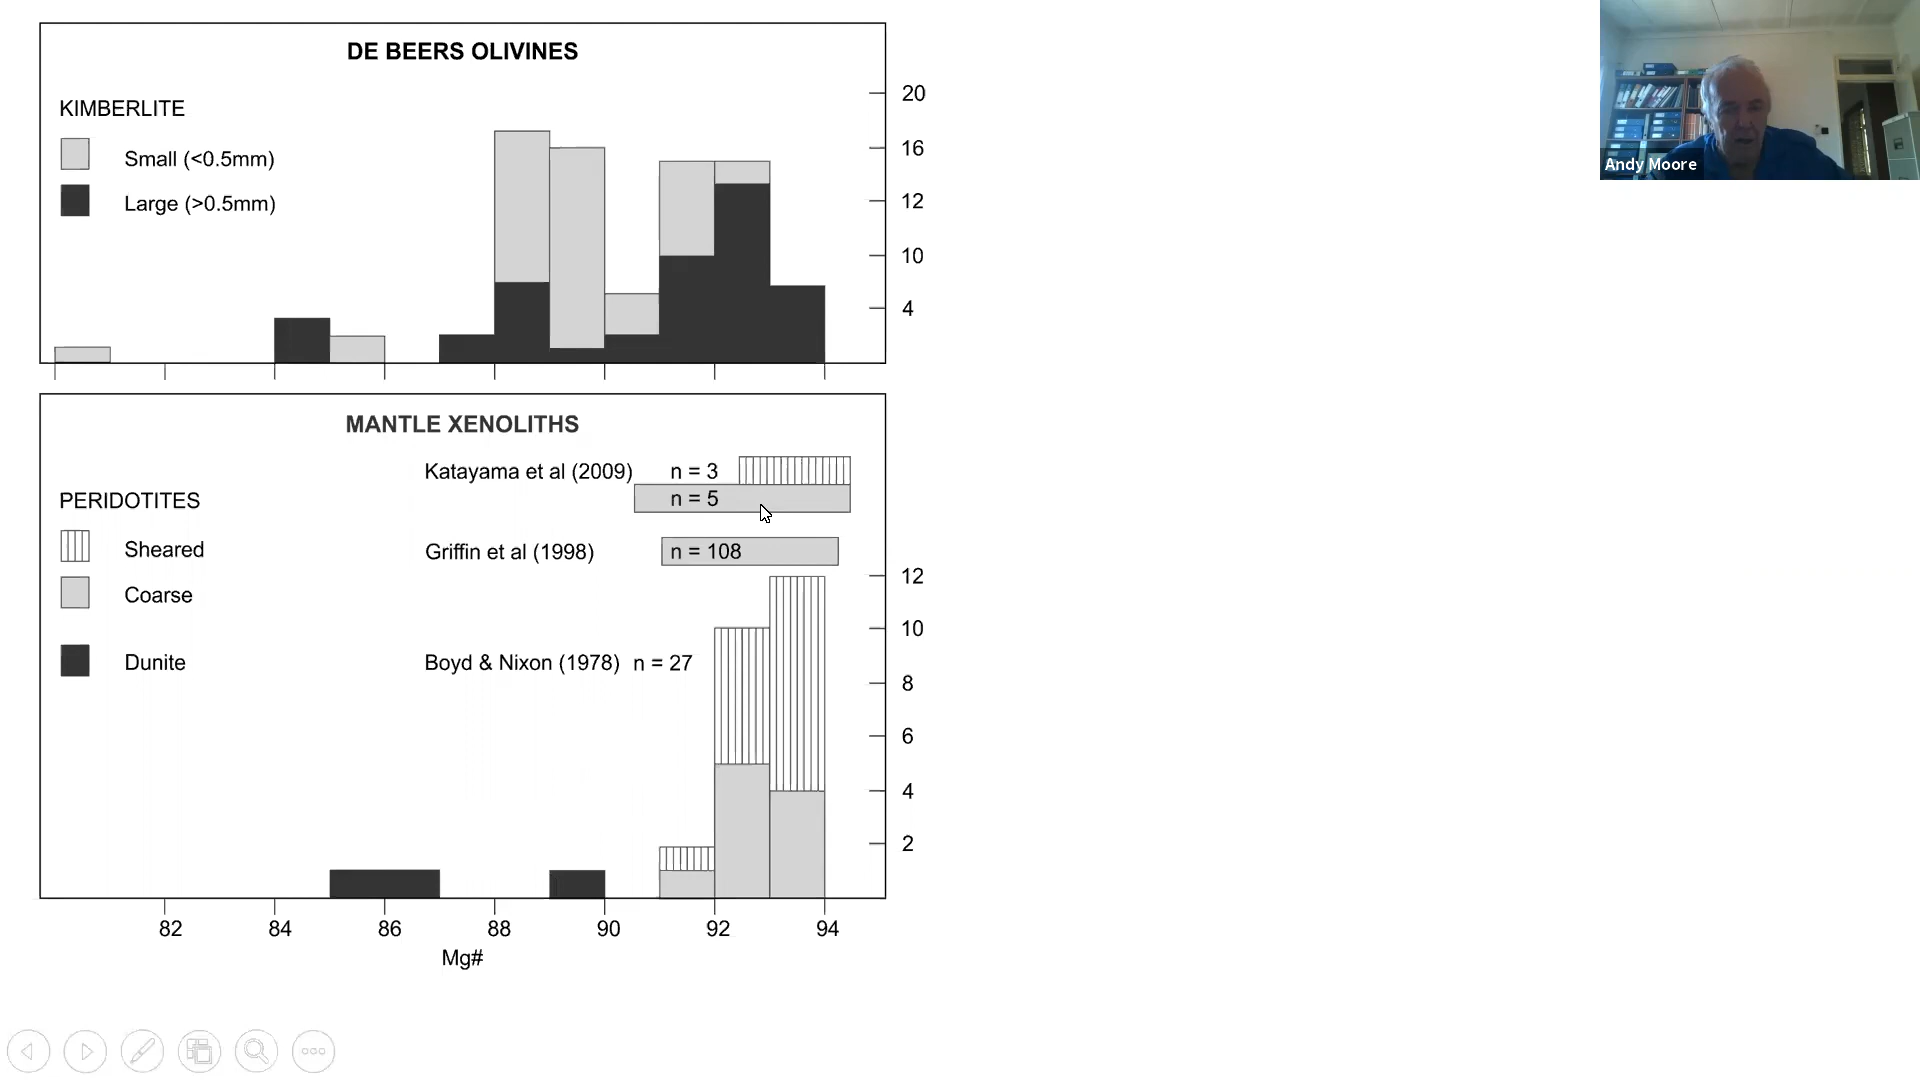 DE BEERS OLIVINES
KIMBERLITE
Small (<0.5mm)
Large (>0.5mm)
20
16
12
10
4
MANTLE XENOLITHS
Katayama et al (2009) n = 3
n = 5
PERIDOTITES
Sheared
Coarse
Dunite
Griffin et al (1998) n = 108
Boyd & Nixon (1978) n = 27
12
10
8
6
4
2
82 84 86 88 90 92 94
Mg#
Andy Moore